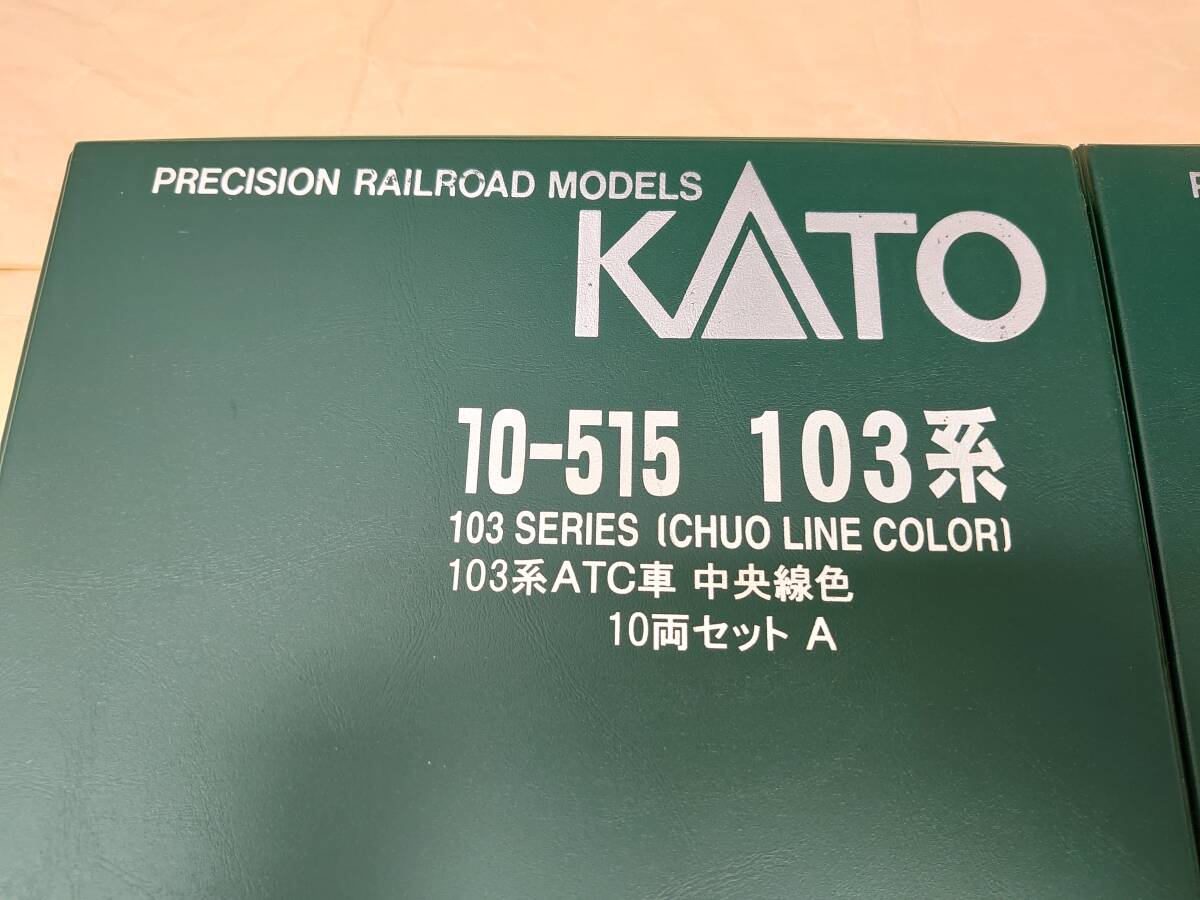 PRECISION RAILROAD MODELS
KATO
10-515 103系
103 SERIES (CHUO LINE COLOR)
103系ATC車 中央線色
10両セット A